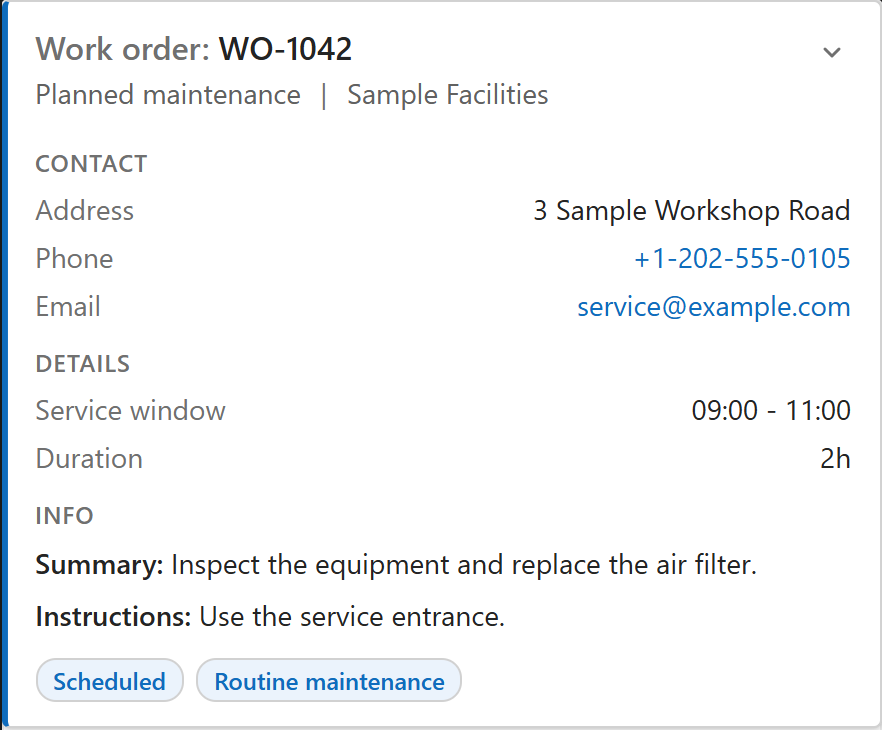 Work order: WO-1042
Planned maintenance | Sample Facilities
CONTACT
Address 3 Sample Workshop Road
Phone +1-202-555-0105
Email service@example.com
DETAILS
Service window 09:00 - 11:00
Duration 2h
INFO
Summary: Inspect the equipment and replace the air filter.
Instructions: Use the service entrance.
Scheduled Routine maintenance